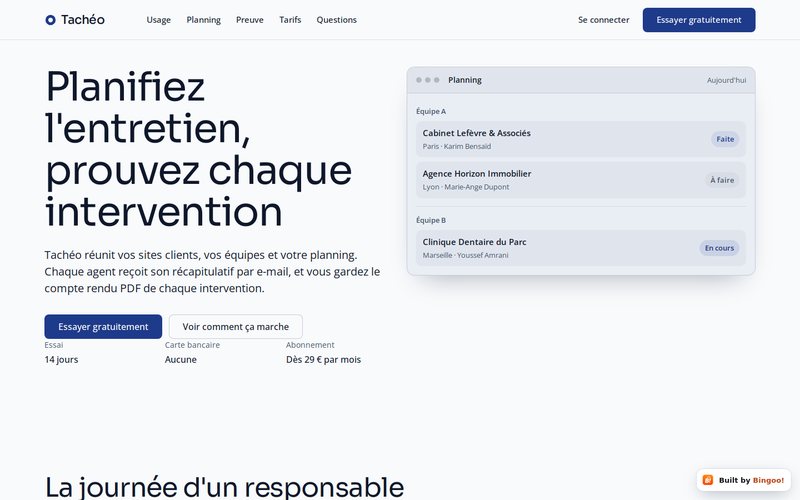 Tachéo
Usage
Planning
Preuve
Tarifs
Questions
Se connecter
Essayer gratuitement
Planifiez
l'entretien,
prouvez chaque
intervention
Tachéo réunit vos sites clients, vos équipes et votre planning.
Chaque agent reçoit son récapitulatif par e-mail, et vous gardez le
compte rendu PDF de chaque intervention.
Essayer gratuitement
Voir comment ça marche
Essai
14 jours
Carte bancaire
Aucune
Abonnement
Dès 29 € par mois
Planning
Aujourd'hui
Équipe A
Cabinet Lefèvre & Associés
Paris · Karim Bensaïd
Faite
Agence Horizon Immobilier
Lyon · Marie-Ange Dupont
À faire
Équipe B
Clinique Dentaire du Parc
Marseille · Youssef Amrani
En cours
La journée d'un responsable
Built by Bingoo!